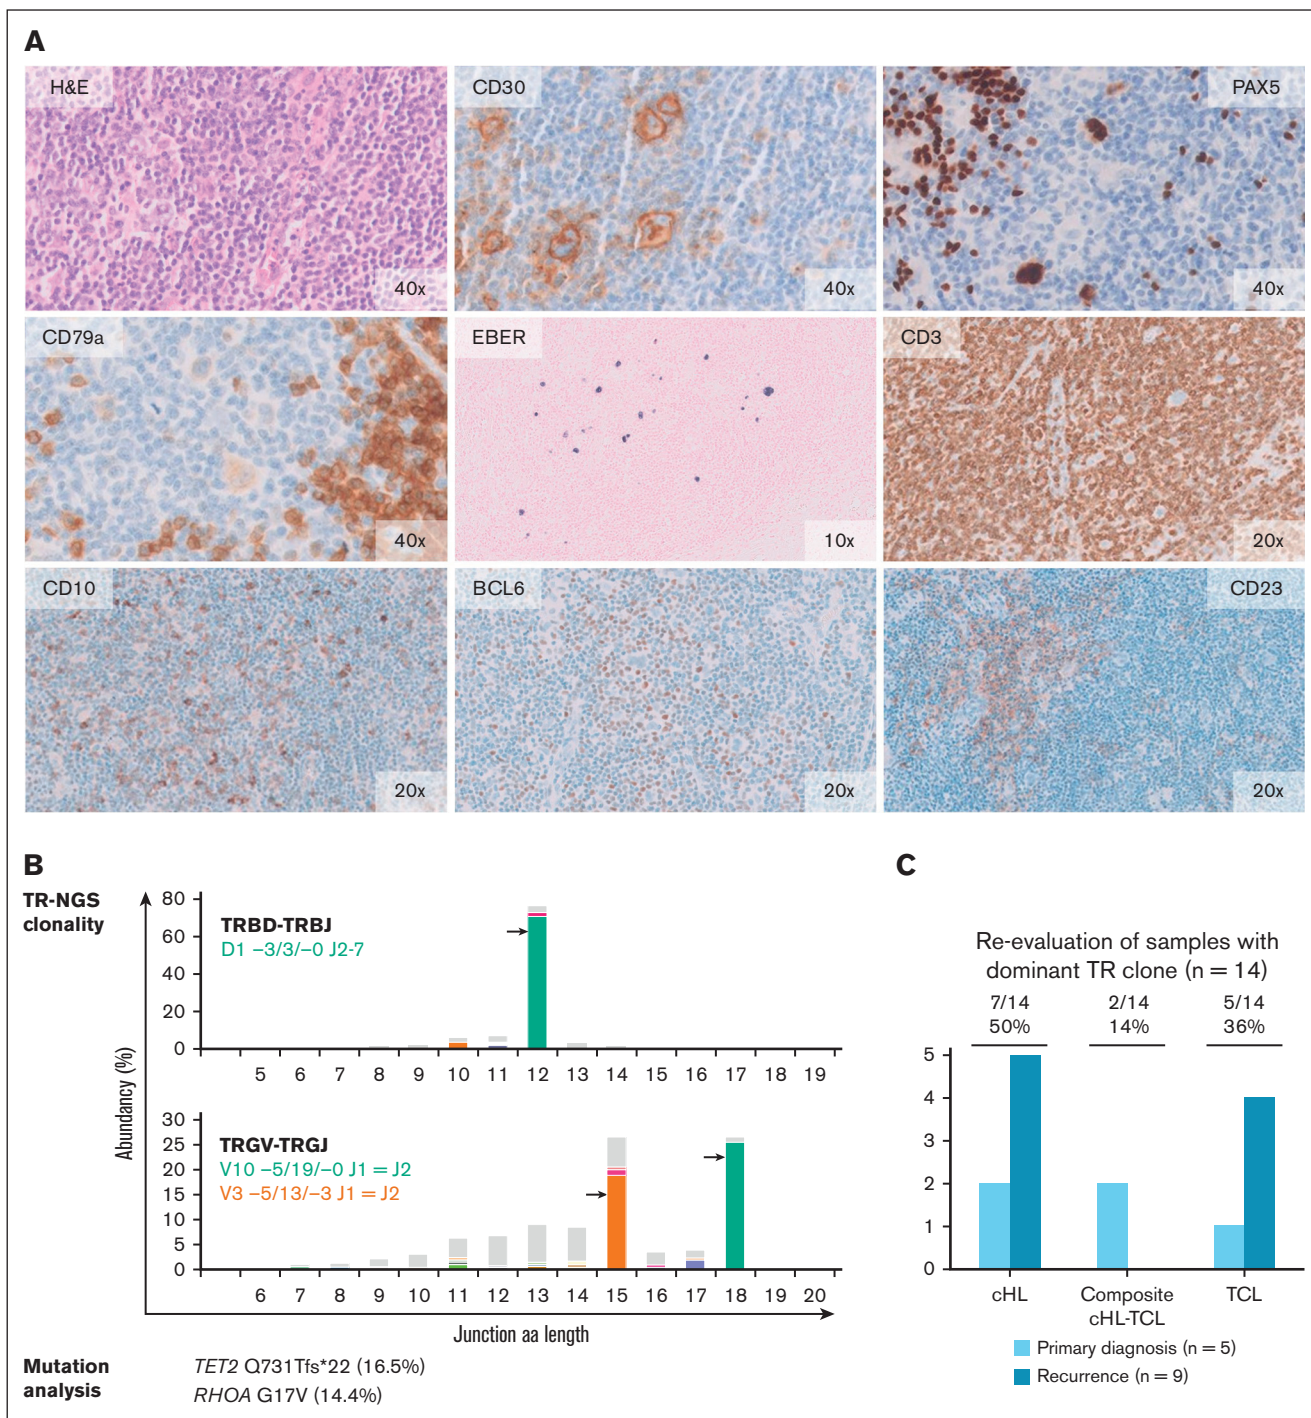 A
H&E
40x
CD30
40x
PAX5
40x
CD79a
40x
EBER
10x
CD3
20x
CD10
20x
BCL6
20x
CD23
20x
B
TR-NGS
clonality
Abundancy (%)
80
60
40
20
0
TRBD-TRBJ
D1 –3/3/–0 J2-7
5 6 7 8 9 10 11 12 13 14 15 16 17 18 19
30
25
20
15
10
5
0
TRGV-TRGJ
V10 –5/19/–0 J1 = J2
V3 –5/13/–3 J1 = J2
6 7 8 9 10 11 12 13 14 15 16 17 18 19 20
Junction aa length
Mutation
analysis
TET2 Q731Tfs*22 (16.5%)
RHOA G17V (14.4%)
C
Re-evaluation of samples with
dominant TR clone (n = 14)
7/14 2/14 5/14
50% 14% 36%
5
4
3
2
1
0
cHL
Composite
cHL-TCL
TCL
Primary diagnosis (n = 5)
Recurrence (n = 9)